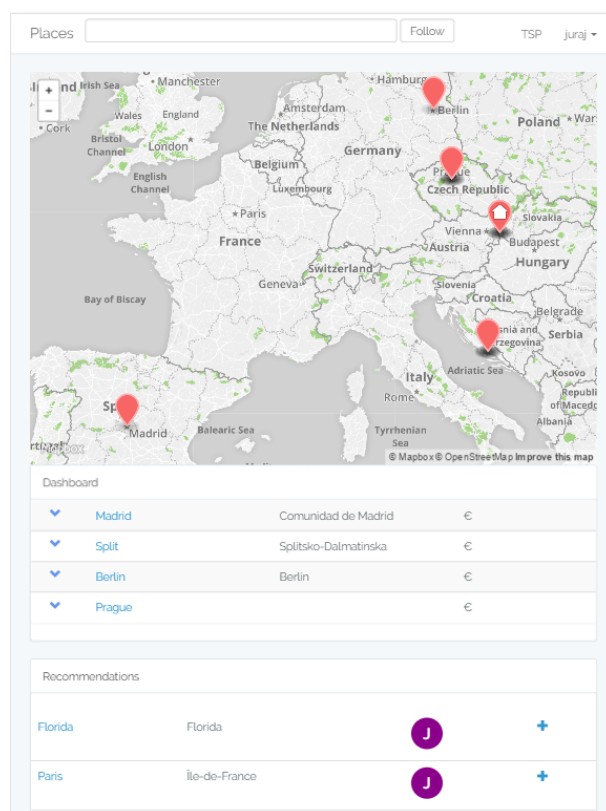 Places
Follow
TSP
juraj
+
-
Irish Sea
Manchester
Hamburg
Cork
Wales
England
Amsterdam
The Netherlands
Berlin
Poland
Bristol
Channel
London
Germany
English
Channel
Belgium
Luxembourg
Czech Republic
Paris
Vienna
Slovakia
France
Austria
Budapest
Hungary
Switzerland
Geneva
Slovenia
Croatia
Bay of Biscay
Belgrade
Serbia
Italy
Adriatic Sea
Kosovo
Rome
Albania
Madrid
Balearic Sea
Tyrrhenian
Sea
© Mapbox © OpenStreetMap Improve this map
Dashboard
Madrid Comunidad de Madrid €
Split Splitsko-Dalmatinska €
Berlin Berlin €
Prague €
Recommendations
Florida Florida J +
Paris Île-de-France J +